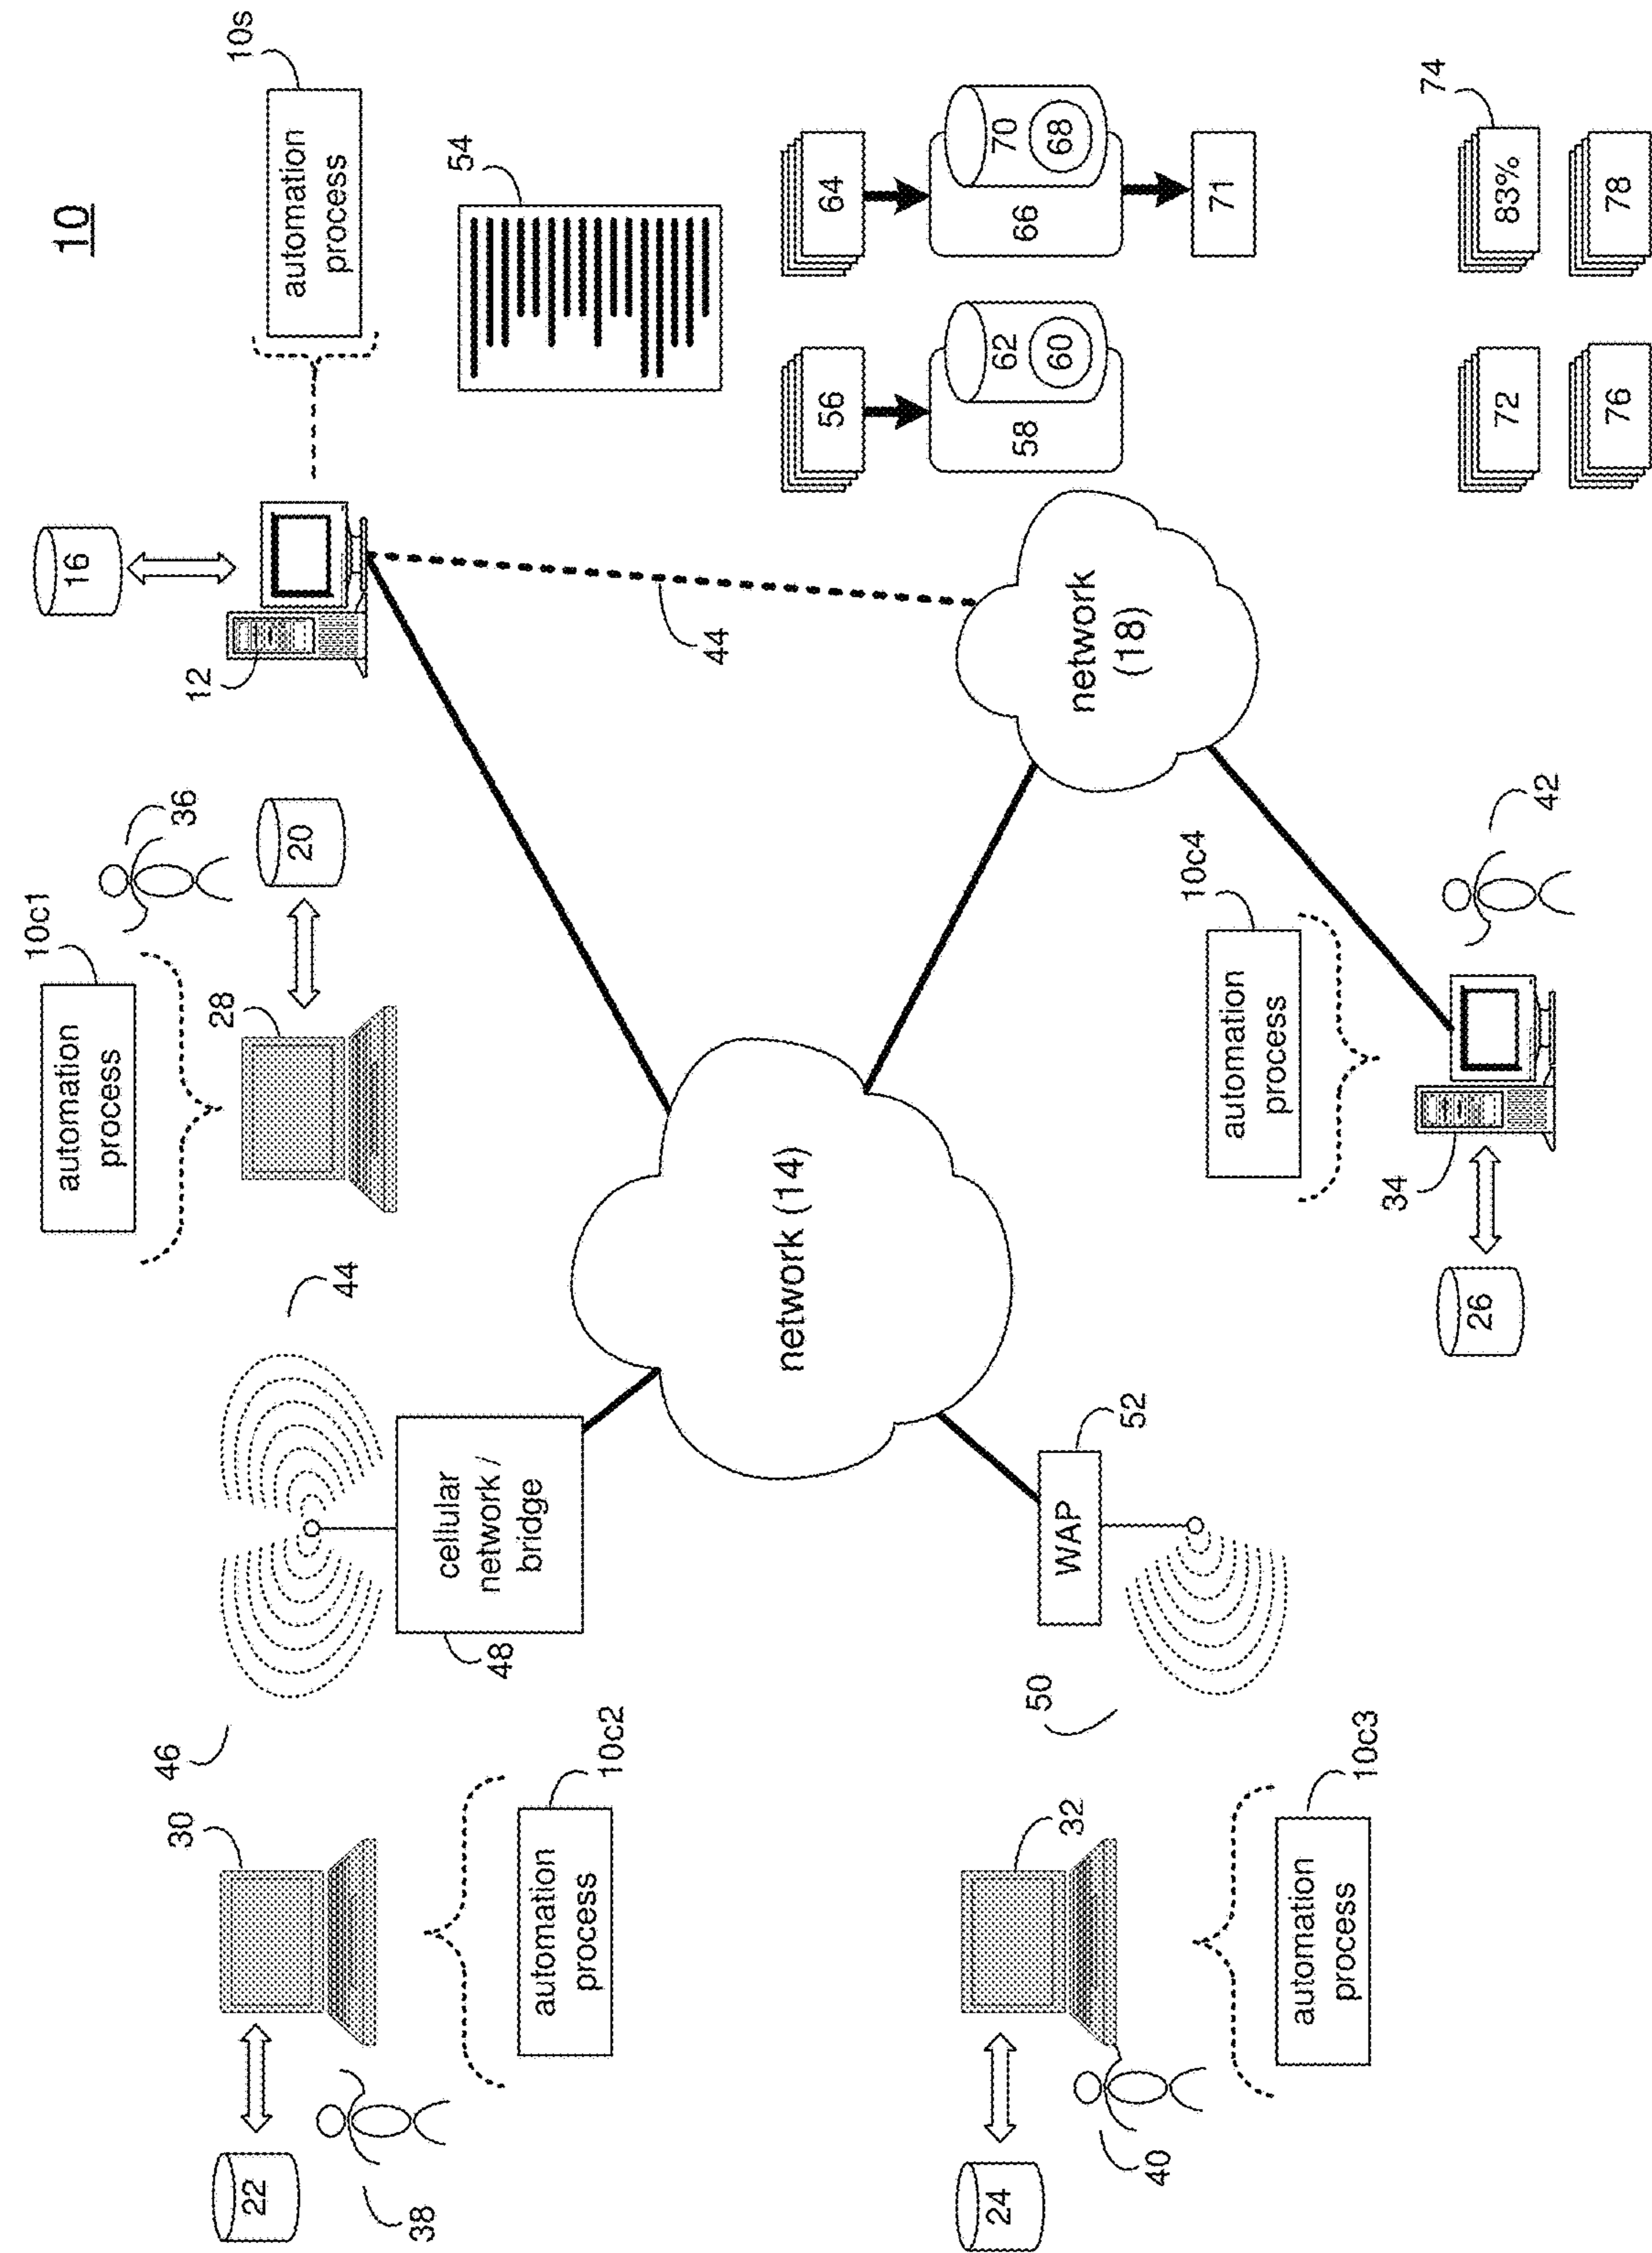 10
16
12
automation
process
10s
54
automation
process
10c1
28
36
20
44
46
30
22
38
automation
process
10c2
cellular
network /
bridge
48
44
network (14)
network
(18)
WAP
52
50
32
24
40
automation
process
10c3
automation
process
10c4
34
42
26
56
58
62
60
64
66
70
68
71
72
83%
74
76
78